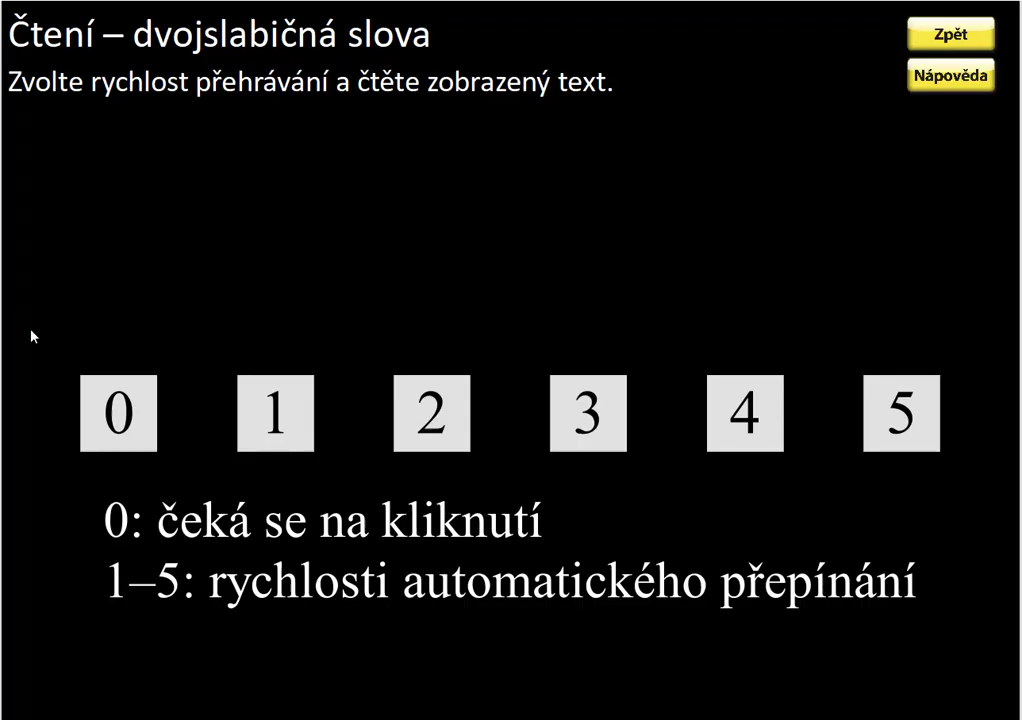 Čtení – dvojslabičná slova
Zpět
Zvolte rychlost přehrávání a čtěte zobrazený text.
Nápověda
0 1 2 3 4 5
0: čeká se na kliknutí
1–5: rychlosti automatického přepínání